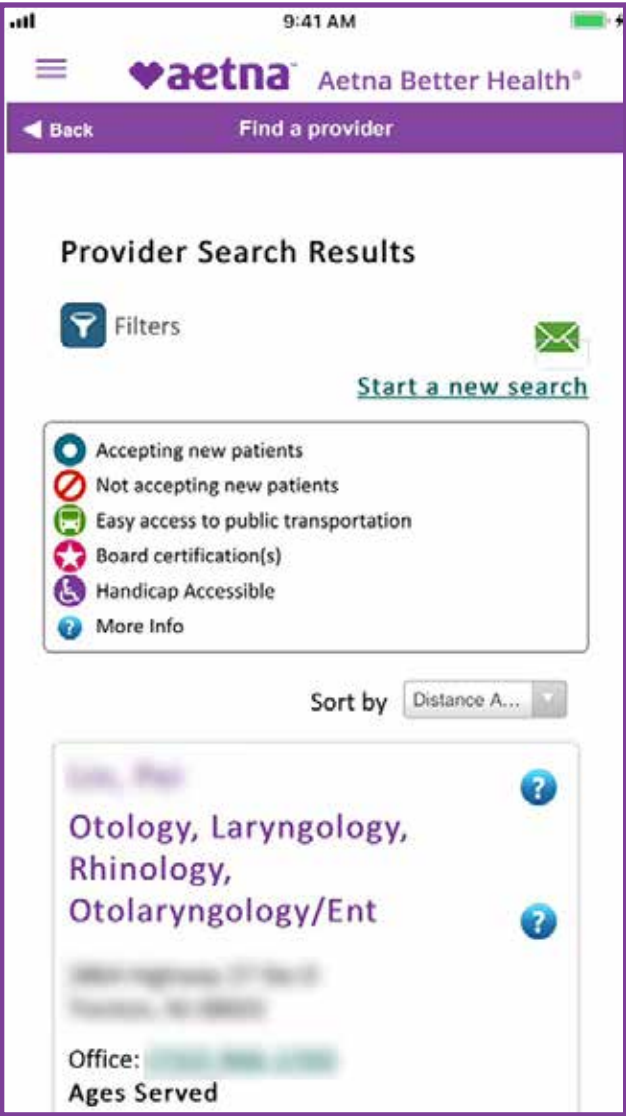 9:41 AM
aetna™ Aetna Better Health®
Back Find a provider
Provider Search Results
Filters
Start a new search
Accepting new patients
Not accepting new patients
Easy access to public transportation
Board certification(s)
Handicap Accessible
? More Info
Sort by Distance A...
?
Otology, Laryngology,
Rhinology,
Otolaryngology/Ent ?
Office:
Ages Served